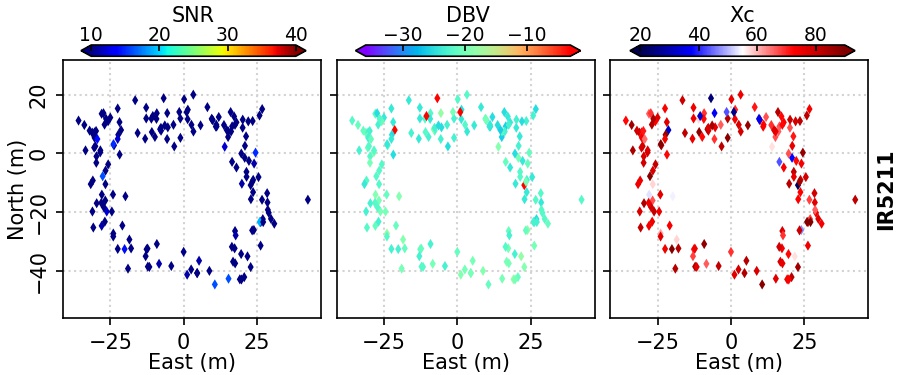 SNR DBV Xc
10 20 30 40 −30 −20 −10 20 40 60 80
20
0
−20
−40
North (m)
−25 0 25 −25 0 25 −25 0 25
East (m) East (m) East (m)
IR5211